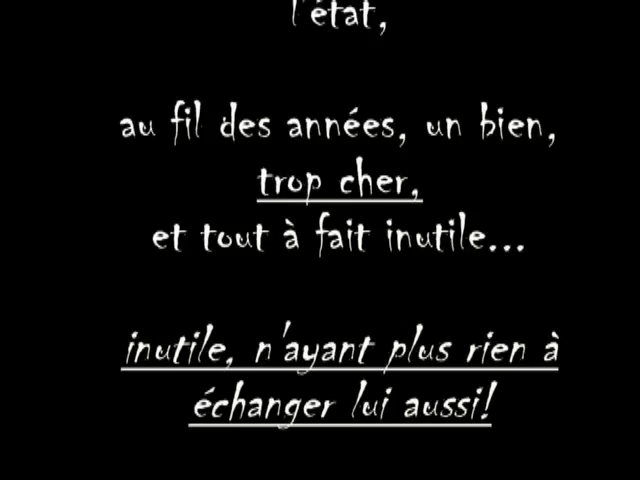 l'état,
au fil des années, un bien,
trop cher,
et tout à fait inutile...
inutile, n'ayant plus rien à
échanger lui aussi!